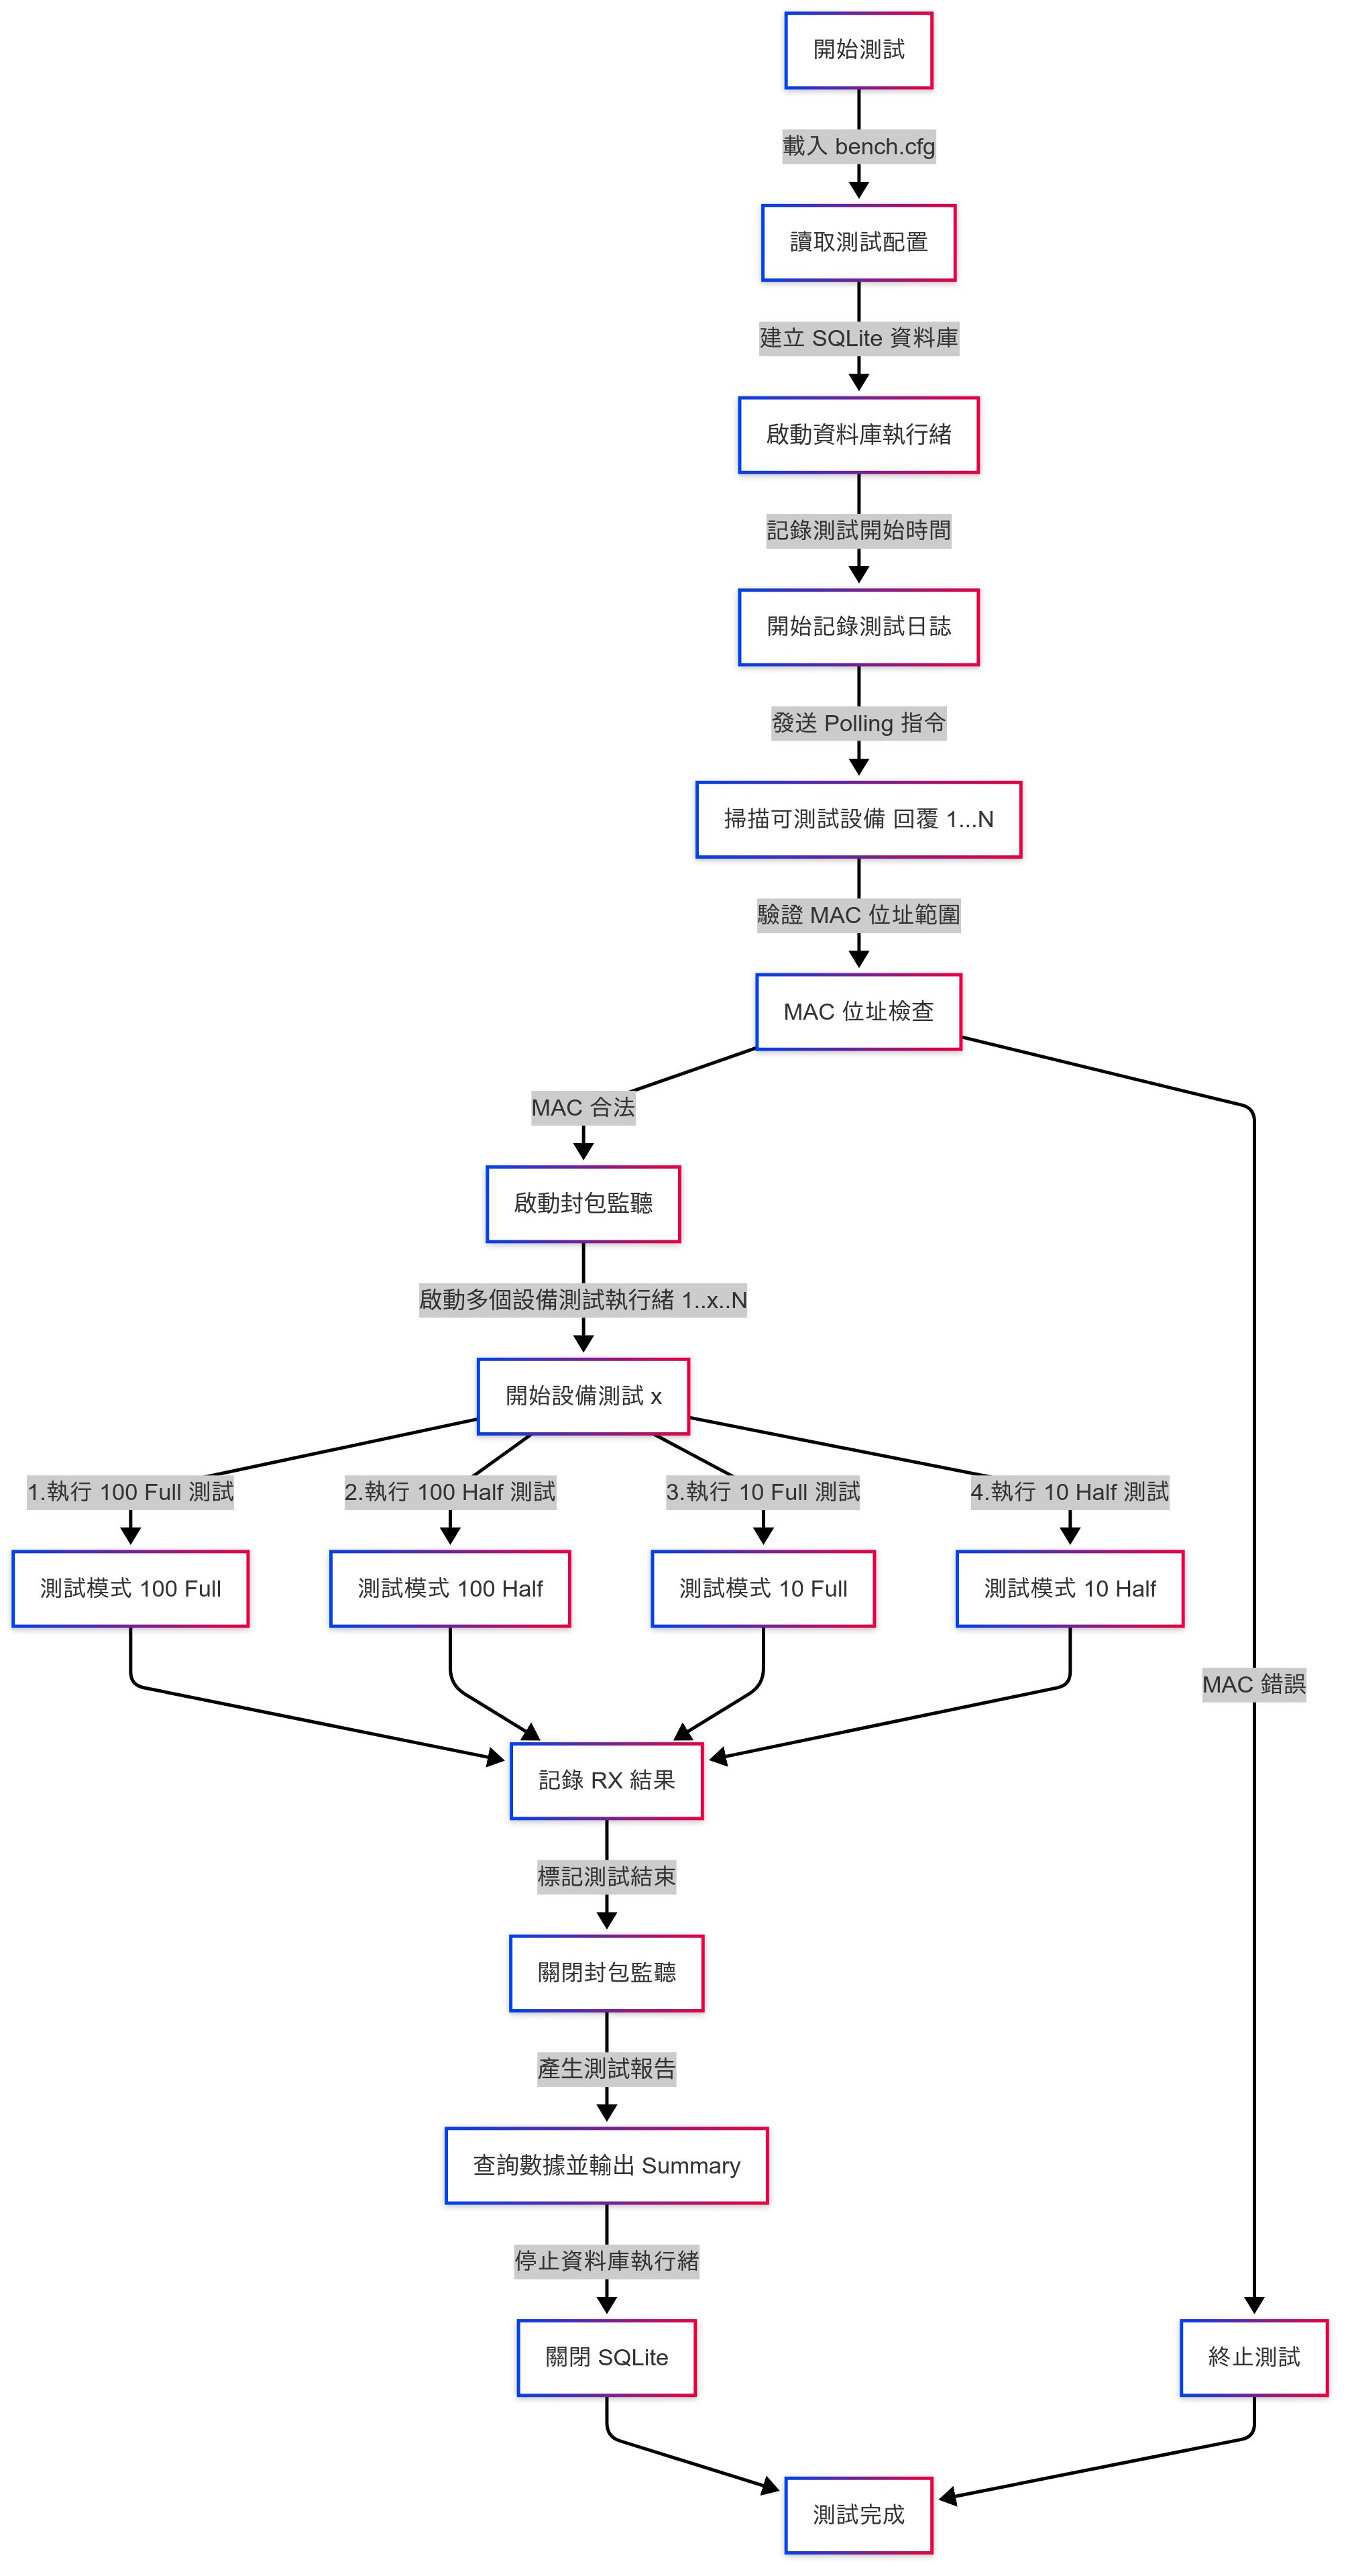 開始測試
載入 bench.cfg
讀取測試配置
建立 SQLite 資料庫
啟動資料庫執行緒
記錄測試開始時間
開始記錄測試日誌
發送 Polling 指令
掃描可測試設備 回覆 1...N
驗證 MAC 位址範圍
MAC 位址檢查
MAC 合法
啟動封包監聽
啟動多個設備測試執行緒 1..x..N
開始設備測試 x
1.執行 100 Full 測試
2.執行 100 Half 測試
3.執行 10 Full 測試
4.執行 10 Half 測試
測試模式 100 Full
測試模式 100 Half
測試模式 10 Full
測試模式 10 Half
MAC 錯誤
記錄 RX 結果
標記測試結束
關閉封包監聽
產生測試報告
查詢數據並輸出 Summary
停止資料庫執行緒
關閉 SQLite
終止測試
測試完成